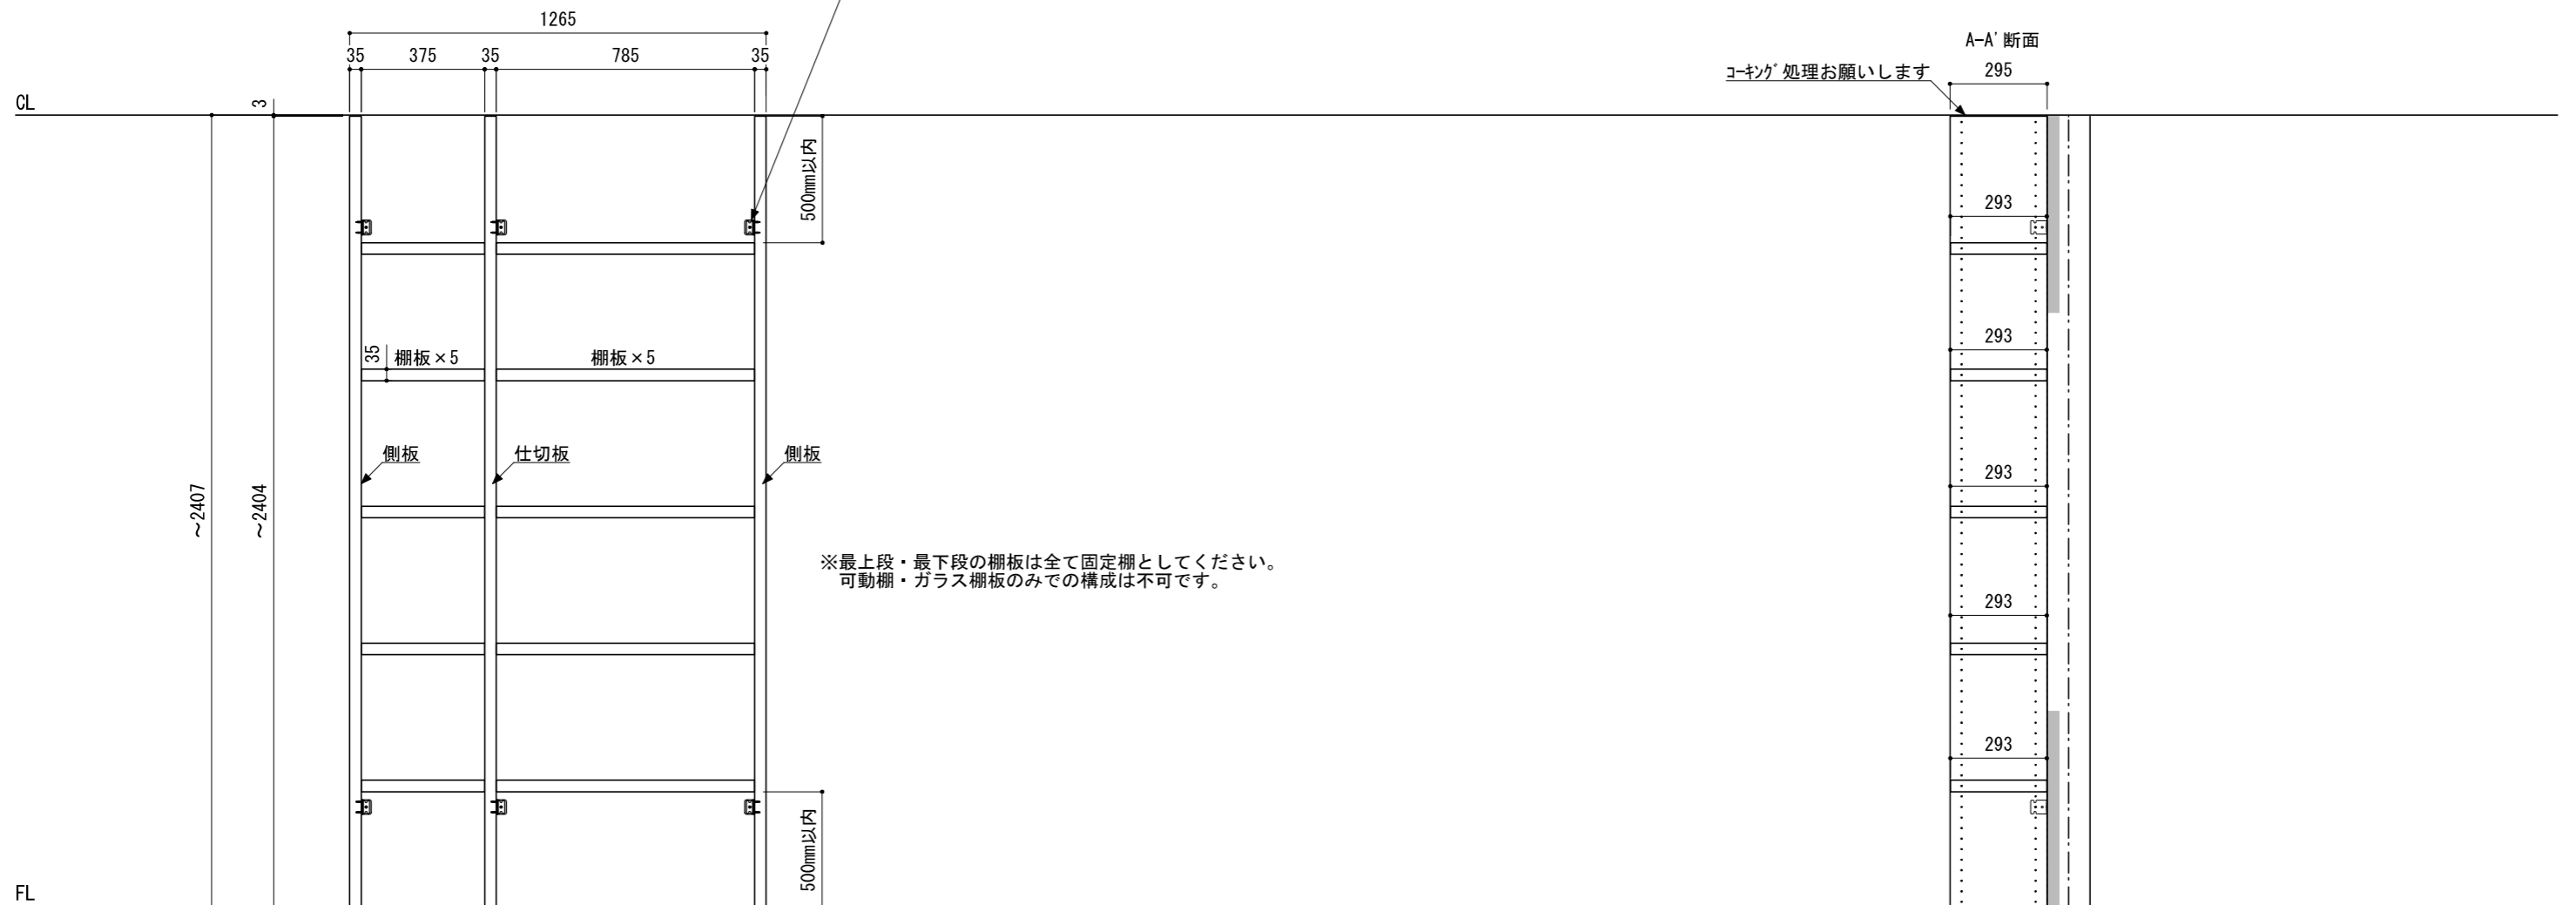 1265
35 375 35 785 35
A-A' 断面
コーキング処理お願いします
295
CL
3
500mm以内
293
293
35
棚板×5
棚板×5
側板
仕切板
側板
293
～2407
～2404
※最上段・最下段の棚板は全て固定棚としてください。
可動棚・ガラス棚板のみでの構成は不可です。
293
293
500mm以内
FL